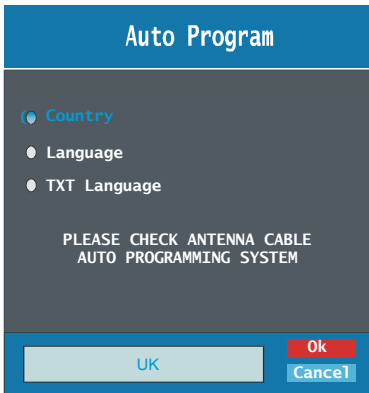 Auto Program
Country
Language
TXT Language
PLEASE CHECK ANTENNA CABLE
AUTO PROGRAMMING SYSTEM
UK
Ok
Cancel